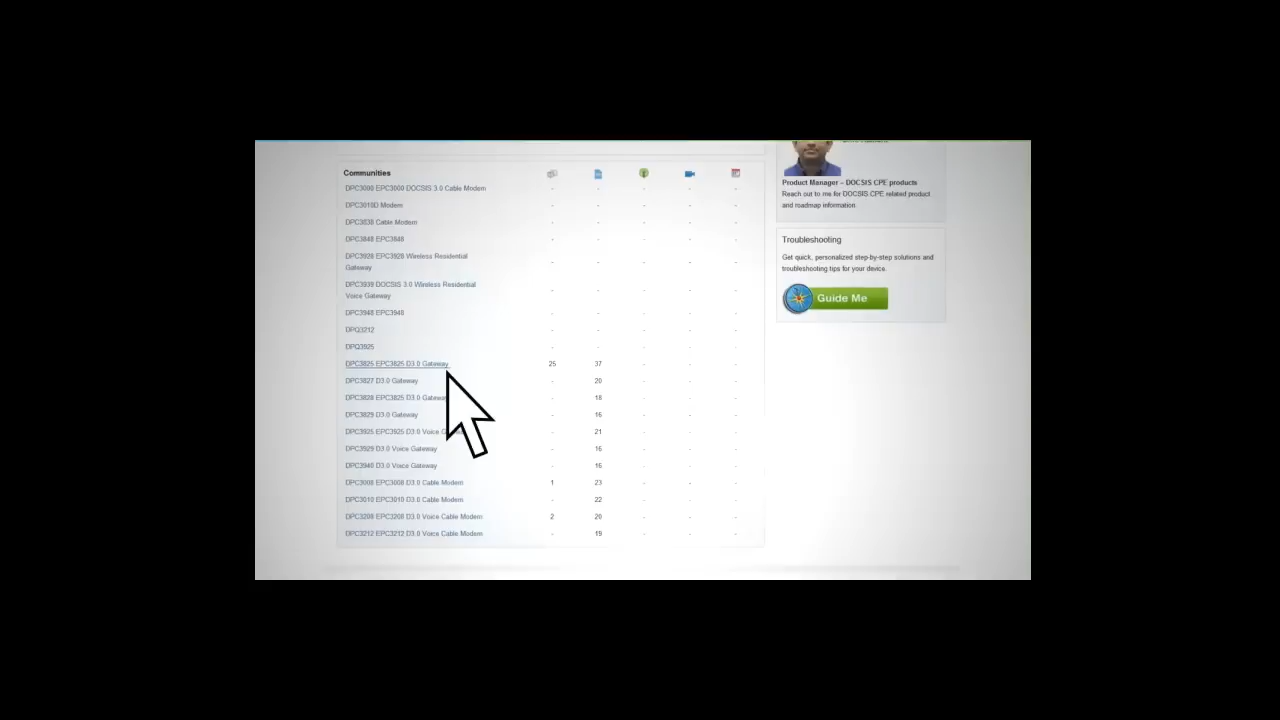 Communities
DPC3000 EPC3000 DOCSIS 3.0 Cable Modem - - - - -
DPC3010D Modem - - - - -
DPC3838 Cable Modem - - - - -
DPC3848 EPC3848 - - - - -
DPC3928 EPC3928 Wireless Residential
Gateway - - - - -
DPC3939 DOCSIS 3.0 Wireless Residential
Voice Gateway - - - - -
DPC3948 EPC3948 - - - - -
DPQ3212 - - - - -
DPQ3925 - - - - -
DPC3825 EPC3825 D3.0 Gateway 25 37 - - -
DPC3827 D3.0 Gateway - 20 - - -
DPC3828 EPC3825 D3.0 Gateway - 18 - - -
DPC3829 D3.0 Gateway - 16 - - -
DPC3925 EPC3925 D3.0 Voice - 21 - - -
DPC3929 D3.0 Voice Gateway - 16 - - -
DPC3940 D3.0 Voice Gateway - 16 - - -
DPC3008 EPC3008 D3.0 Cable Modem 1 23 - - -
DPC3010 EPC3010 D3.0 Cable Modem - 22 - - -
DPC3208 EPC3208 D3.0 Voice Cable Modem 2 20 - - -
DPC3212 EPC3212 D3.0 Voice Cable Modem - 19 - - -
Product Manager – DOCSIS CPE products
Reach out to me for DOCSIS CPE related product
and roadmap information.
Troubleshooting
Get quick, personalized step-by-step solutions and
troubleshooting tips for your device.
Guide Me